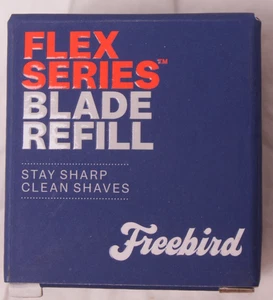 FLEX
SERIES™
BLADE
REFILL
STAY SHARP
CLEAN SHAVES
Freebird